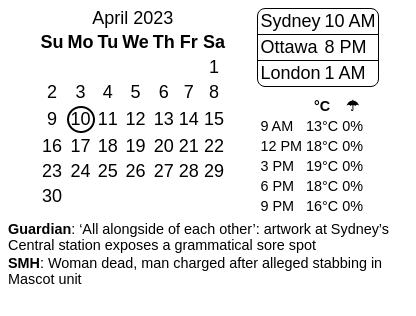 April 2023
Su Mo Tu We Th Fr Sa
1
2 3 4 5 6 7 8
9 10 11 12 13 14 15
16 17 18 19 20 21 22
23 24 25 26 27 28 29
30
Sydney 10 AM
Ottawa 8 PM
London 1 AM
°C ☂
9 AM 13°C 0%
12 PM 18°C 0%
3 PM 19°C 0%
6 PM 18°C 0%
9 PM 16°C 0%
Guardian: ‘All alongside of each other’: artwork at Sydney’s
Central station exposes a grammatical sore spot
SMH: Woman dead, man charged after alleged stabbing in
Mascot unit